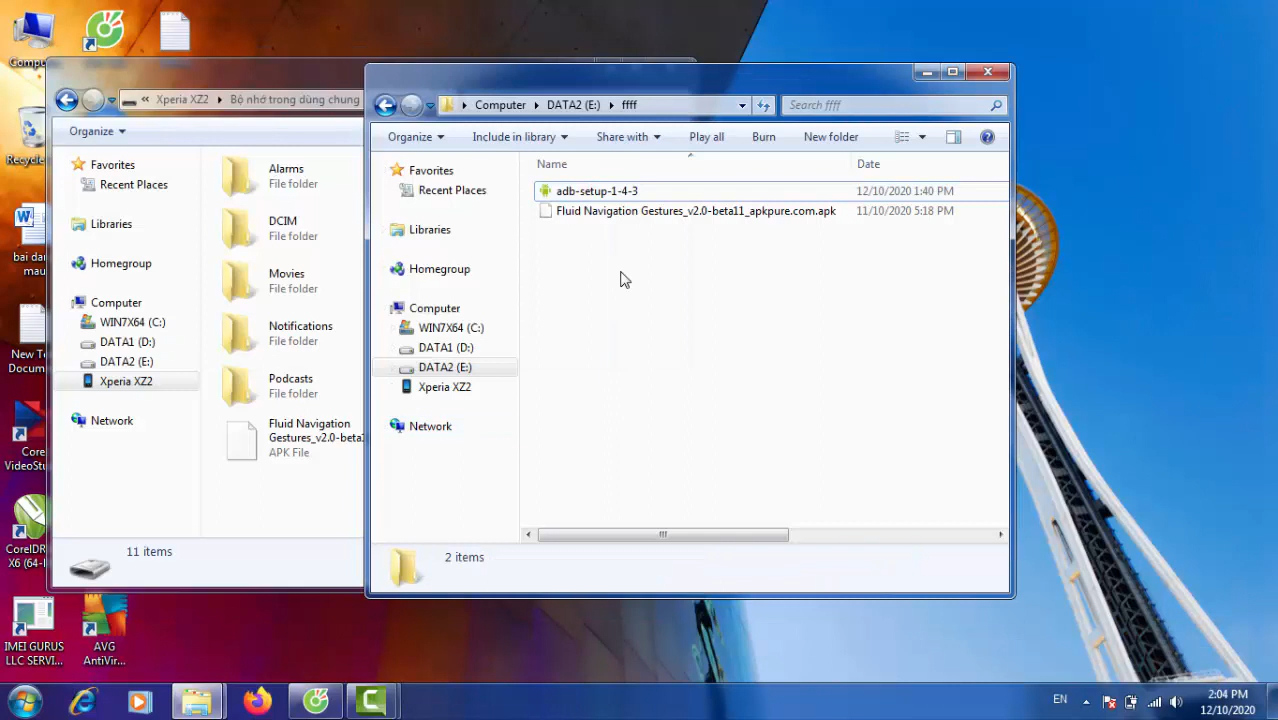 Comput
Recycle
bai da
mau
New Te
Docum
Core
VideoStu
CorelDR
X6 (64-
IMEI GURUS
LLC SERVI...
AVG
AntiVir...
Xperia XZ2
Bộ nhớ trong dùng chung
Organize
Favorites
Recent Places
Libraries
Homegroup
Computer
WIN7X64 (C:)
DATA1 (D:)
DATA2 (E:)
Xperia XZ2
Network
Alarms
File folder
DCIM
File folder
Movies
File folder
Notifications
File folder
Podcasts
File folder
Fluid Navigation
Gestures_v2.0-beta1
APK File
11 items
Computer
DATA2 (E:)
ffff
Search ffff
Organize
Include in library
Share with
Play all
Burn
New folder
Favorites
Recent Places
Libraries
Homegroup
Computer
WIN7X64 (C:)
DATA1 (D:)
DATA2 (E:)
Xperia XZ2
Network
Name
Date
adb-setup-1-4-3
12/10/2020 1:40 PM
Fluid Navigation Gestures_v2.0-beta11_apkpure.com.apk
11/10/2020 5:18 PM
2 items
EN
2:04 PM
12/10/2020